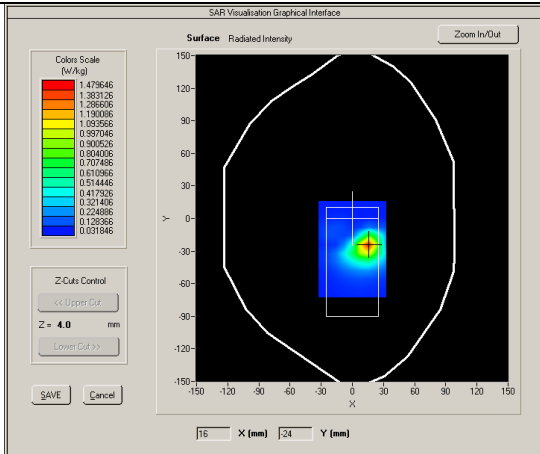 SAR Visualisation Graphical Interface
Surface Radiated Intensity
Zoom In/Out
Colors Scale
(W/kg)
1.479646
1.383126
1.286606
1.190086
1.093566
0.997046
0.900526
0.804006
0.707486
0.610966
0.514446
0.417926
0.321406
0.224886
0.128366
0.031846
Z-Cuts Control
<< Upper Cut
Z = 4.0 mm
Lower Cut >>
SAVE
Cancel
150-
120-
90-
60-
30-
0-
-30-
-60-
-90-
-120-
-150-
Y
-150 -120 -90 -60 -30 0 30 60 90 120 150
X
16 X (mm) -24 Y (mm)